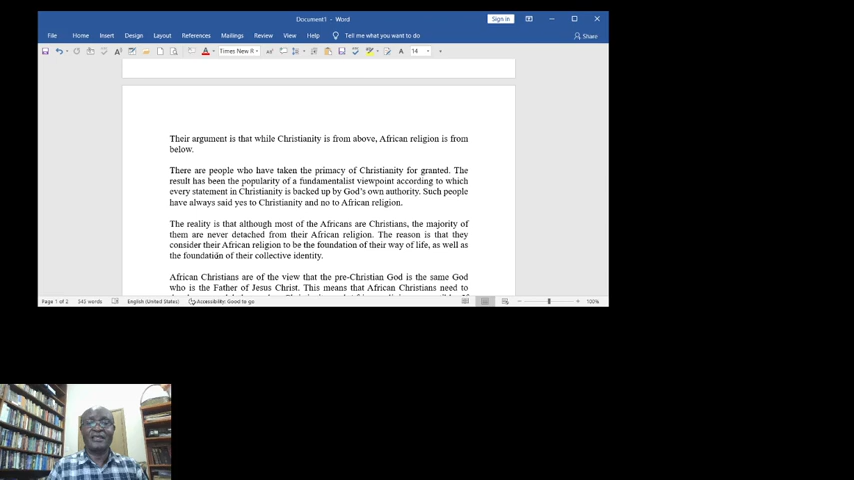 Document1 - Word
Sign in
File Home Insert Design Layout References Mailings Review View Help Tell me what you want to do
Share
Times New R
14
Their argument is that while Christianity is from above, African religion is from
below.
There are people who have taken the primacy of Christianity for granted. The
result has been the popularity of a fundamentalist viewpoint according to which
every statement in Christianity is backed up by God's own authority. Such people
have always said yes to Christianity and no to African religion.
The reality is that although most of the Africans are Christians, the majority of
them are never detached from their African religion. The reason is that they
consider their African religion to be the foundation of their way of life, as well as
the foundation of their collective identity.
African Christians are of the view that the pre-Christian God is the same God
who is the Father of Jesus Christ. This means that African Christians need to
Page 1 of 2 543 words English (United States) Accessibility: Good to go 100%